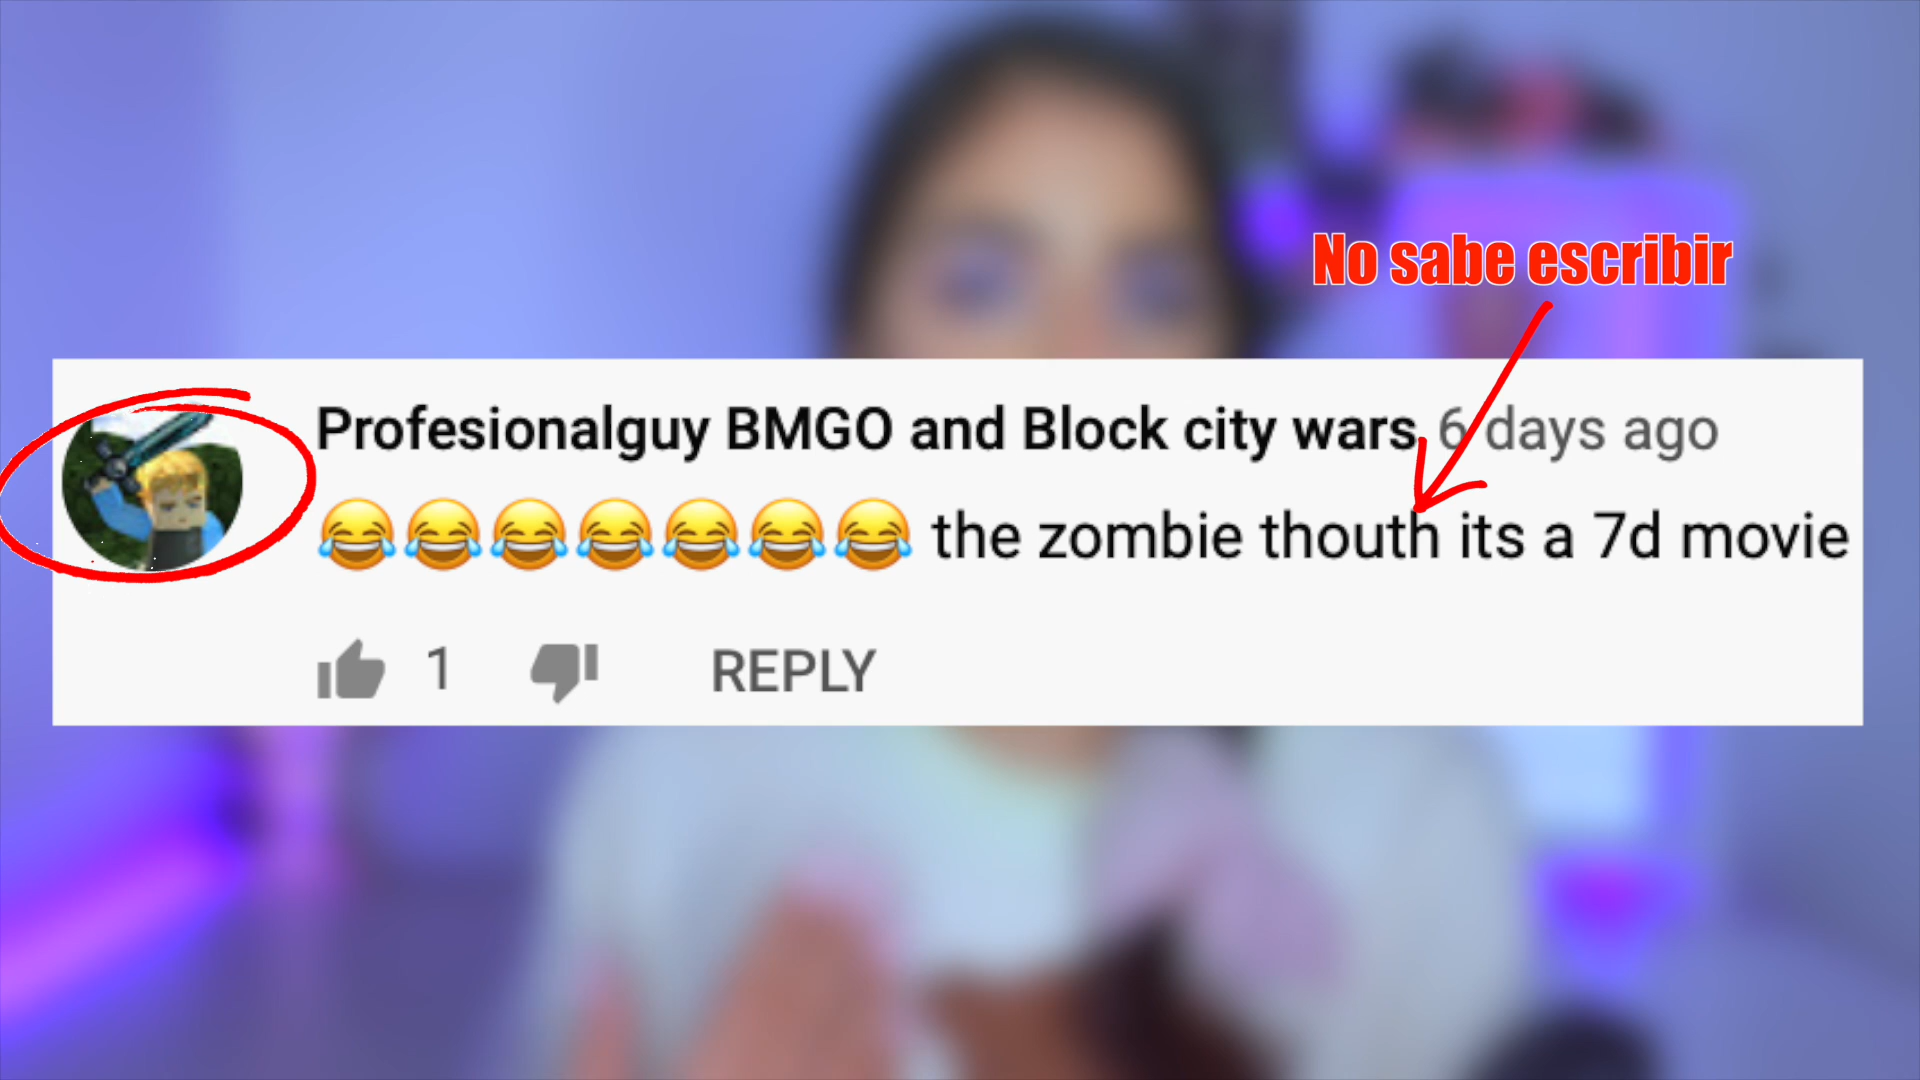 No sabe escribir
Profesionalguy BMGO and Block city wars 6 days ago
😂😂😂😂😂😂😂 the zombie thouth its a 7d movie
1 REPLY